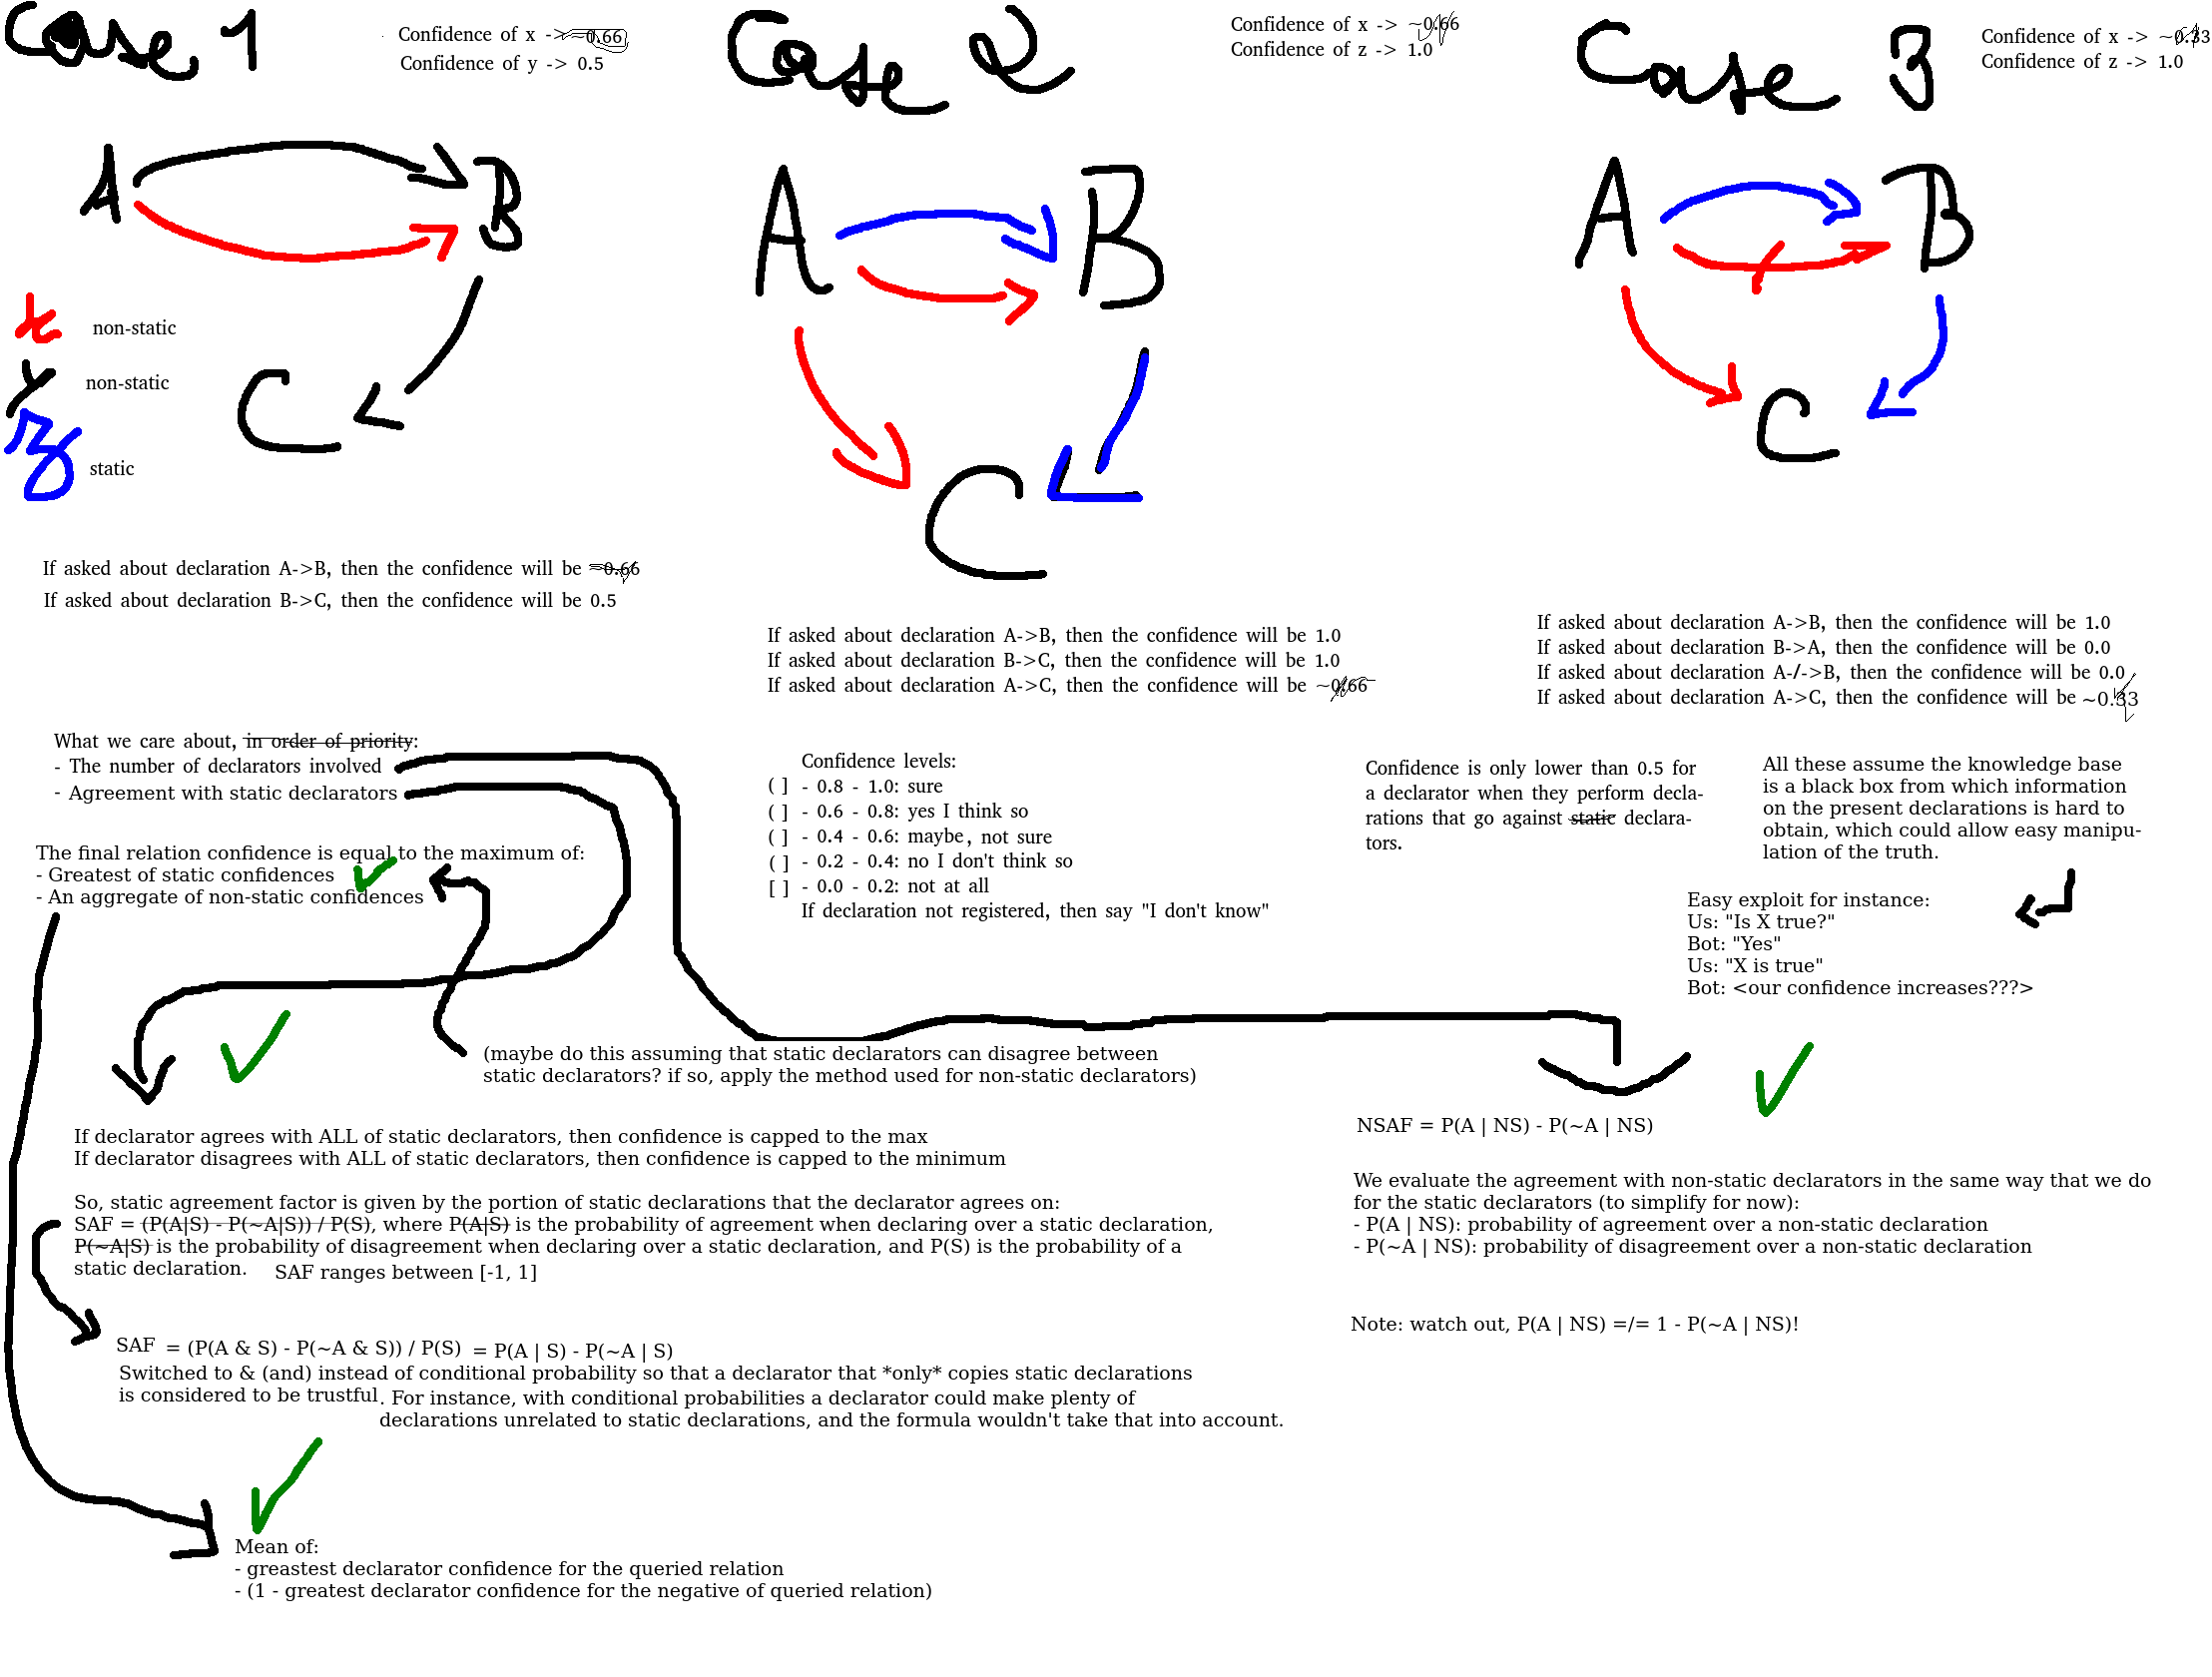 Case 1
Confidence of x -> ~0.66
Confidence of y -> 0.5
A
B
C
x non-static
y non-static
z static
If asked about declaration A->B, then the confidence will be ~0.66
If asked about declaration B->C, then the confidence will be 0.5
Case 2
Confidence of x -> ~0.66
Confidence of z -> 1.0
A
B
C
If asked about declaration A->B, then the confidence will be 1.0
If asked about declaration B->C, then the confidence will be 1.0
If asked about declaration A->C, then the confidence will be ~0.66
Case 3
Confidence of x -> ~0.33
Confidence of z -> 1.0
A
B
C
If asked about declaration A->B, then the confidence will be 1.0
If asked about declaration B->A, then the confidence will be 0.0
If asked about declaration A-/->B, then the confidence will be 0.0
If asked about declaration A->C, then the confidence will be ~0.33
What we care about, in order of priority:
- The number of declarators involved
- Agreement with static declarators
The final relation confidence is equal to the maximum of:
- Greatest of static confidences
- An aggregate of non-static confidences
Confidence levels:
( ) - 0.8 - 1.0: sure
( ) - 0.6 - 0.8: yes I think so
( ) - 0.4 - 0.6: maybe, not sure
( ) - 0.2 - 0.4: no I don't think so
[ ] - 0.0 - 0.2: not at all
If declaration not registered, then say "I don't know"
Confidence is only lower than 0.5 for
a declarator when they perform decla-
rations that go against static declara-
tors.
All these assume the knowledge base
is a black box from which information
on the present declarations is hard to
obtain, which could allow easy manipu-
lation of the truth.
Easy exploit for instance:
Us: "Is X true?"
Bot: "Yes"
Us: "X is true"
Bot: <our confidence increases???>
(maybe do this assuming that static declarators can disagree between
static declarators? if so, apply the method used for non-static declarators)
If declarator agrees with ALL of static declarators, then confidence is capped to the max
If declarator disagrees with ALL of static declarators, then confidence is capped to the minimum
So, static agreement factor is given by the portion of static declarations that the declarator agrees on:
SAF = (P(A|S) - P(~A|S)) / P(S), where P(A|S) is the probability of agreement when declaring over a static declaration,
P(~A|S) is the probability of disagreement when declaring over a static declaration, and P(S) is the probability of a
static declaration. SAF ranges between [-1, 1]
SAF = (P(A & S) - P(~A & S)) / P(S) = P(A | S) - P(~A | S)
Switched to & (and) instead of conditional probability so that a declarator that *only* copies static declarations
is considered to be trustful. For instance, with conditional probabilities a declarator could make plenty of
declarations unrelated to static declarations, and the formula wouldn't take that into account.
NSAF = P(A | NS) - P(~A | NS)
We evaluate the agreement with non-static declarators in the same way that we do
for the static declarators (to simplify for now):
- P(A | NS): probability of agreement over a non-static declaration
- P(~A | NS): probability of disagreement over a non-static declaration
Note: watch out, P(A | NS) =/= 1 - P(~A | NS)!
Mean of:
- greastest declarator confidence for the queried relation
- (1 - greatest declarator confidence for the negative of queried relation)